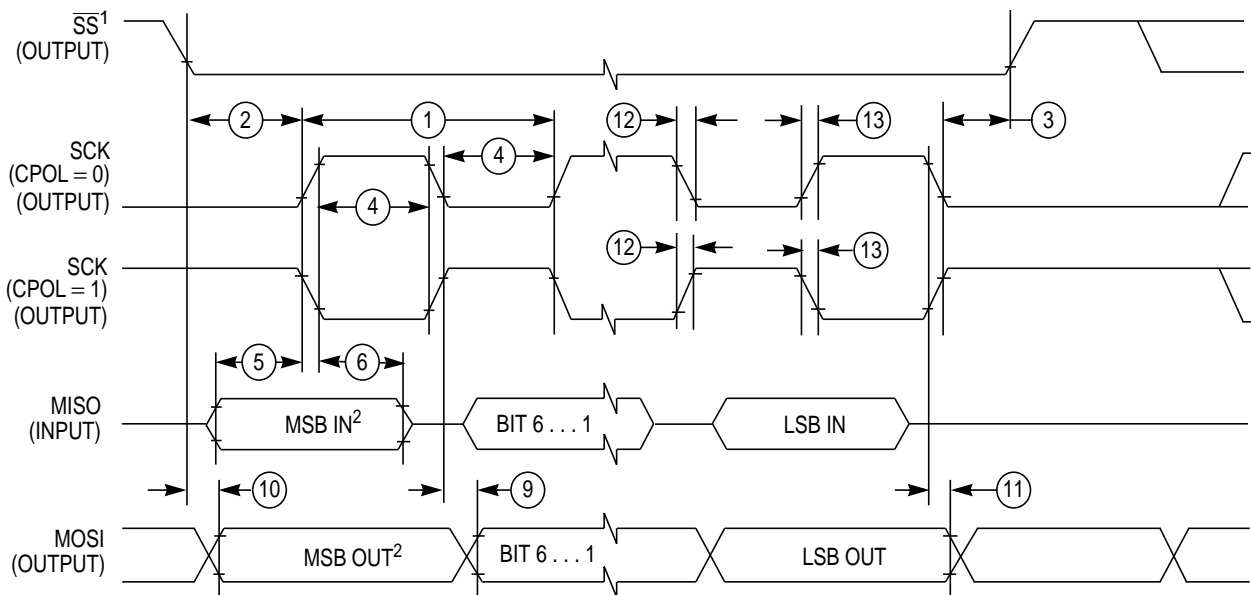 SS¹
(OUTPUT)
2
1
12
13
3
SCK
(CPOL = 0)
(OUTPUT)
4
4
12
13
SCK
(CPOL = 1)
(OUTPUT)
5
6
MISO
(INPUT)
MSB IN²
BIT 6 . . . 1
LSB IN
10
9
11
MOSI
(OUTPUT)
MSB OUT²
BIT 6 . . . 1
LSB OUT